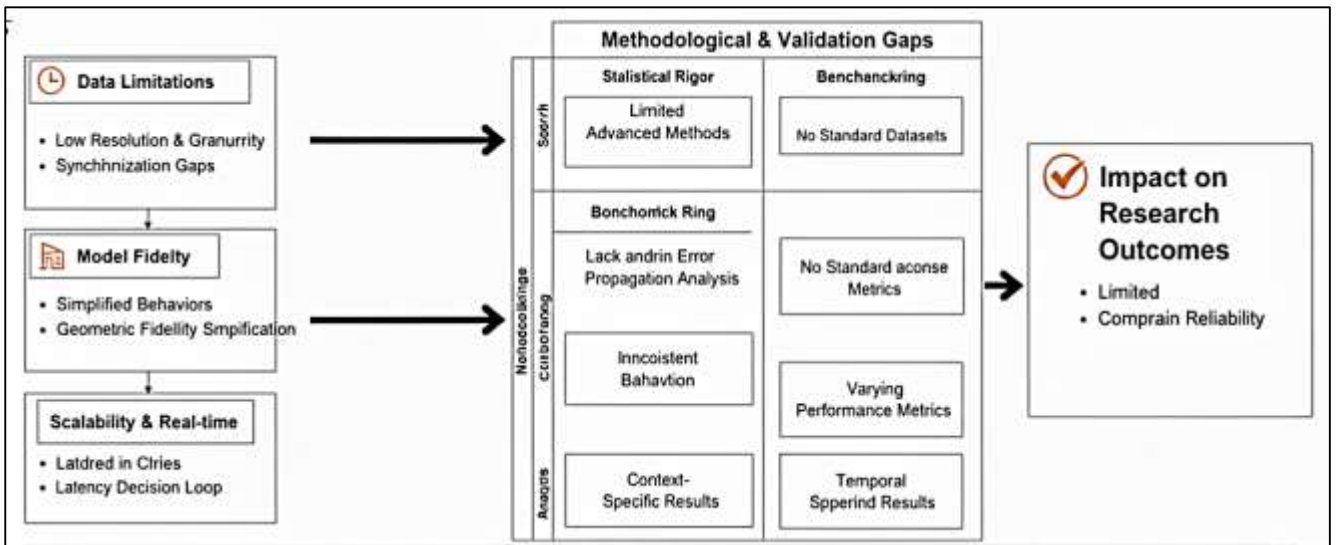 Data Limitations
• Low Resolution & Granurrity
• Synchhnization Gaps
Model Fidelty
• Simplified Behaviors
• Geometric Fidellity Smpification
Scalability & Real-time
• Latdred in Ctries
• Latency Decision Loop
Methodological & Validation Gaps
Stalistical Rigor
Benchanckring
Limited
Advanced Methods
No Standard Datasets
Bonchomick Ring
Lack andrin Error
Propagation Analysis
No Standard aconse
Metrics
Inncoistent
Bahavtion
Varying
Performance Metrics
Context-
Specific Results
Temporal
Spperind Results
Impact on
Research
Outcomes
• Limited
• Comprain Reliability